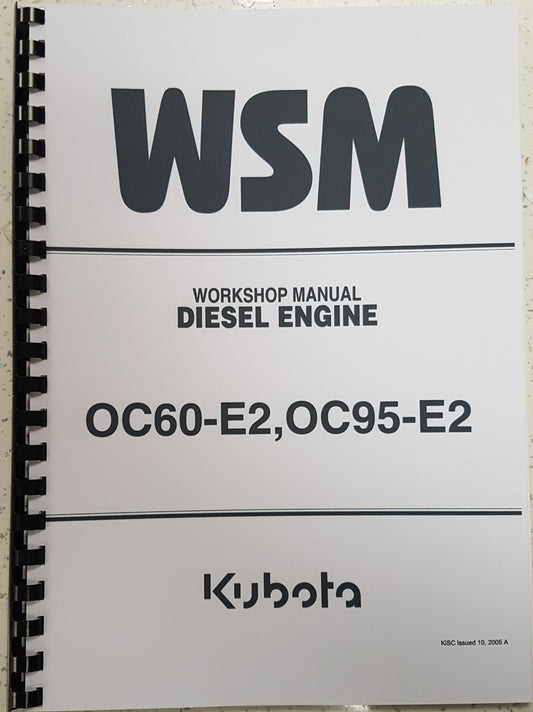 WSM
WORKSHOP MANUAL
DIESEL ENGINE
OC60-E2,OC95-E2
Kubota
KiSC issued 10, 2005 A